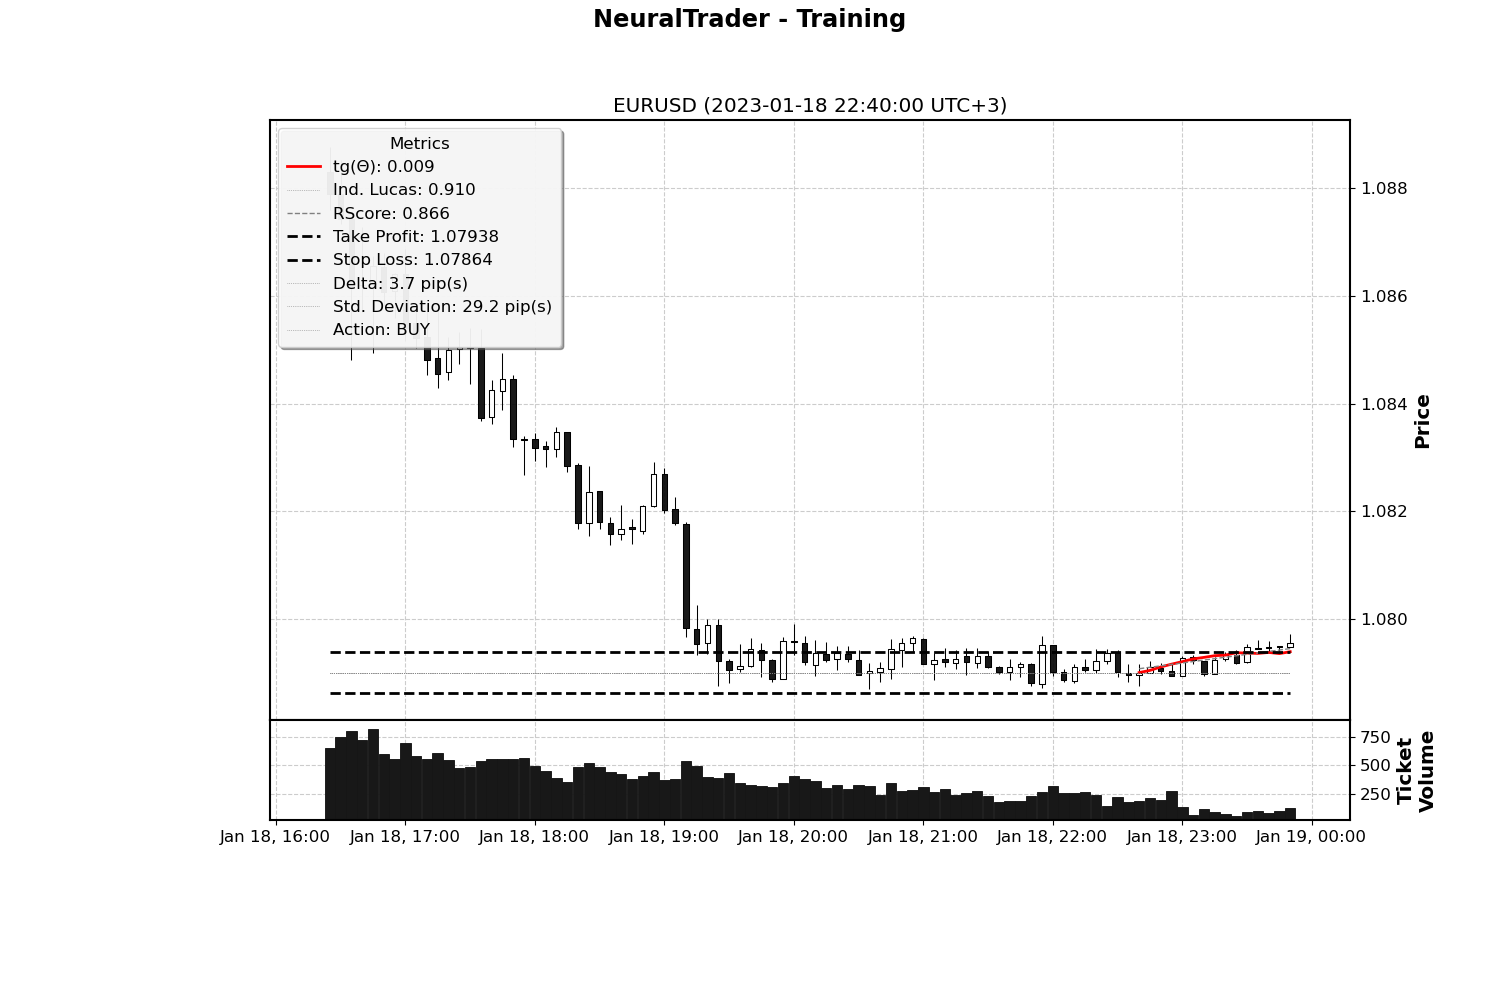 NeuralTrader - Training
EURUSD (2023-01-18 22:40:00 UTC+3)
Metrics
tg(Θ): 0.009
Ind. Lucas: 0.910
RScore: 0.866
Take Profit: 1.07938
Stop Loss: 1.07864
Delta: 3.7 pip(s)
Std. Deviation: 29.2 pip(s)
Action: BUY
1.088
1.086
1.084
1.082
1.080
Price
750
500
250
Ticket
Volume
Jan 18, 16:00 Jan 18, 17:00 Jan 18, 18:00 Jan 18, 19:00 Jan 18, 20:00 Jan 18, 21:00 Jan 18, 22:00 Jan 18, 23:00 Jan 19, 00:00